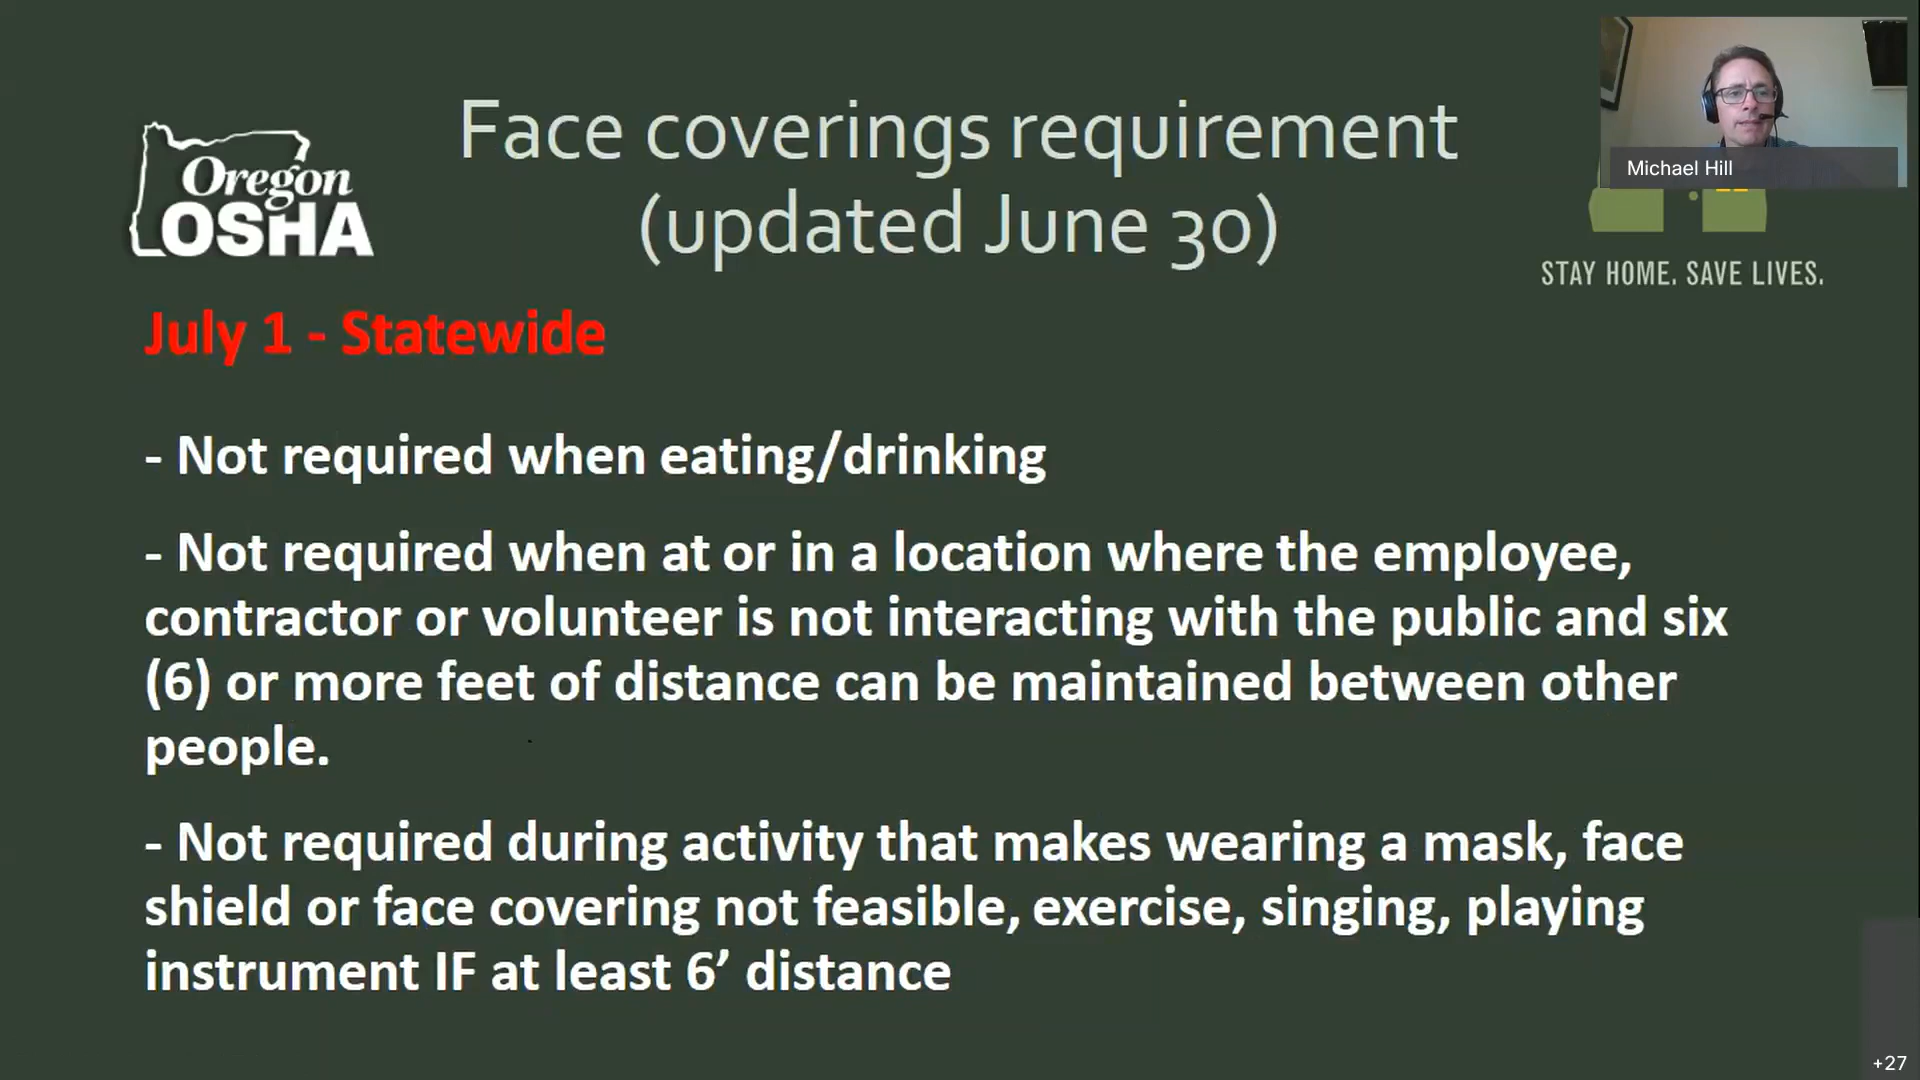 Face coverings requirement
(updated June 30)
Oregon
OSHA
Michael Hill
STAY HOME. SAVE LIVES.
July 1 - Statewide
- Not required when eating/drinking
- Not required when at or in a location where the employee,
contractor or volunteer is not interacting with the public and six
(6) or more feet of distance can be maintained between other
people.
- Not required during activity that makes wearing a mask, face
shield or face covering not feasible, exercise, singing, playing
instrument IF at least 6’ distance
+27